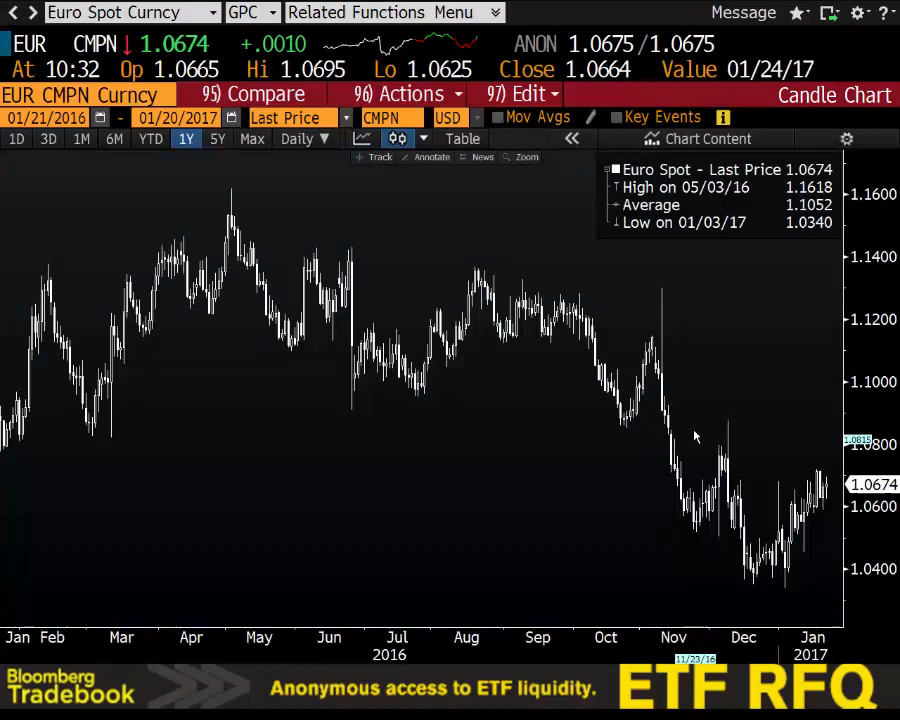 Euro Spot Curncy GPC Related Functions Menu Message ?
EUR CMPN 1.0674 +.0010 ANON 1.0675/1.0675
At 10:32 Op 1.0665 Hi 1.0695 Lo 1.0625 Close 1.0664 Value 01/24/17
EUR CMPN Curncy 95) Compare 96) Actions 97) Edit Candle Chart
01/21/2016 - 01/20/2017 Last Price CMPN USD Mov Avgs Key Events i
1D 3D 1M 6M YTD 1Y 5Y Max Daily ▼ Table « Chart Content
Track Annotate News Zoom
Euro Spot - Last Price 1.0674
High on 05/03/16 1.1618
Average 1.1052
Low on 01/03/17 1.0340
1.1600
1.1400
1.1200
1.1000
1.0815
1.0800
1.0674
1.0600
1.0400
Jan Feb Mar Apr May Jun Jul Aug Sep Oct Nov Dec Jan
2016 11/23/16 2017
Bloomberg
Tradebook
Anonymous access to ETF liquidity.
ETF RFQ